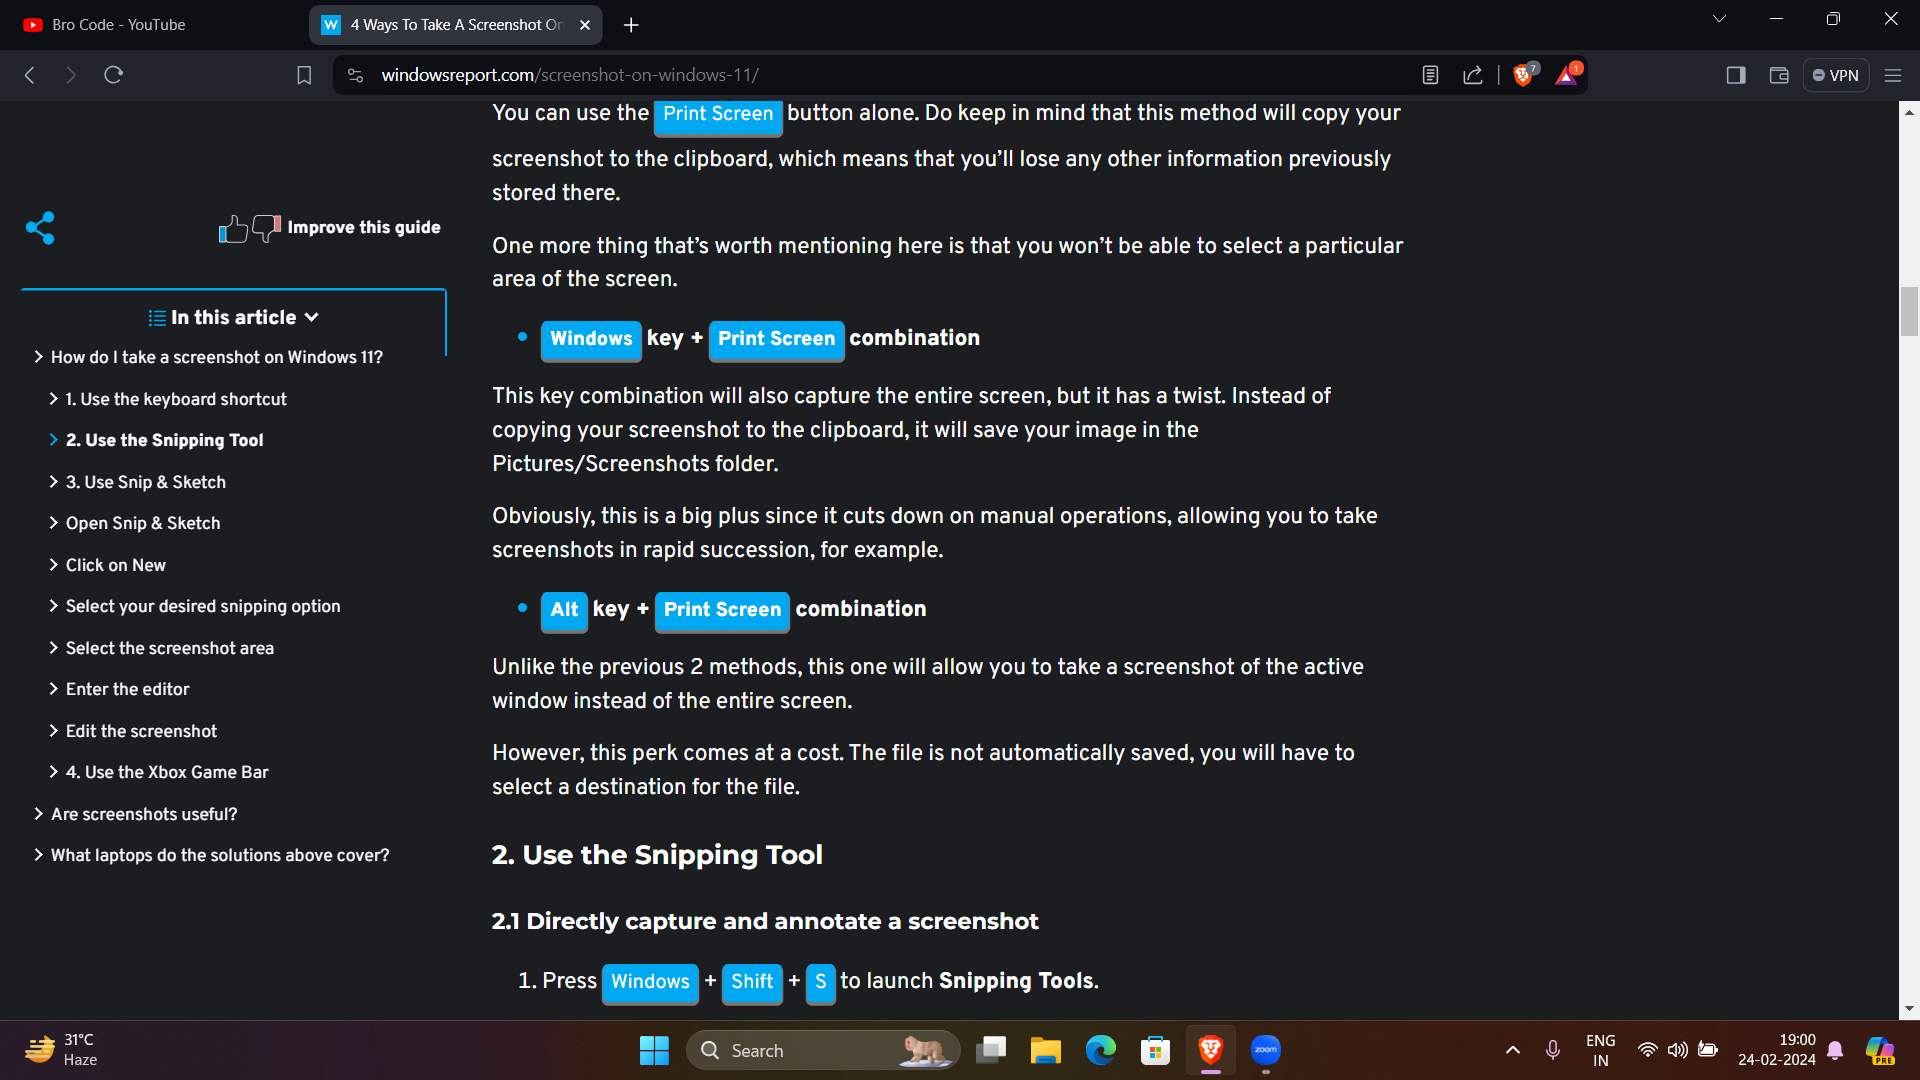 Bro Code - YouTube
4 Ways To Take A Screenshot On
windowsreport.com/screenshot-on-windows-11/
7
1
VPN
You can use the Print Screen button alone. Do keep in mind that this method will copy your
screenshot to the clipboard, which means that you’ll lose any other information previously
stored there.
Improve this guide
One more thing that’s worth mentioning here is that you won’t be able to select a particular
area of the screen.
In this article
How do I take a screenshot on Windows 11?
1. Use the keyboard shortcut
2. Use the Snipping Tool
3. Use Snip & Sketch
Open Snip & Sketch
Click on New
Select your desired snipping option
Select the screenshot area
Enter the editor
Edit the screenshot
4. Use the Xbox Game Bar
Are screenshots useful?
What laptops do the solutions above cover?
• Windows key + Print Screen combination
This key combination will also capture the entire screen, but it has a twist. Instead of
copying your screenshot to the clipboard, it will save your image in the
Pictures/Screenshots folder.
Obviously, this is a big plus since it cuts down on manual operations, allowing you to take
screenshots in rapid succession, for example.
• Alt key + Print Screen combination
Unlike the previous 2 methods, this one will allow you to take a screenshot of the active
window instead of the entire screen.
However, this perk comes at a cost. The file is not automatically saved, you will have to
select a destination for the file.
2. Use the Snipping Tool
2.1 Directly capture and annotate a screenshot
1. Press Windows + Shift + S to launch Snipping Tools.
31°C
Haze
Search
zoom
ENG
IN
19:00
24-02-2024
PRE